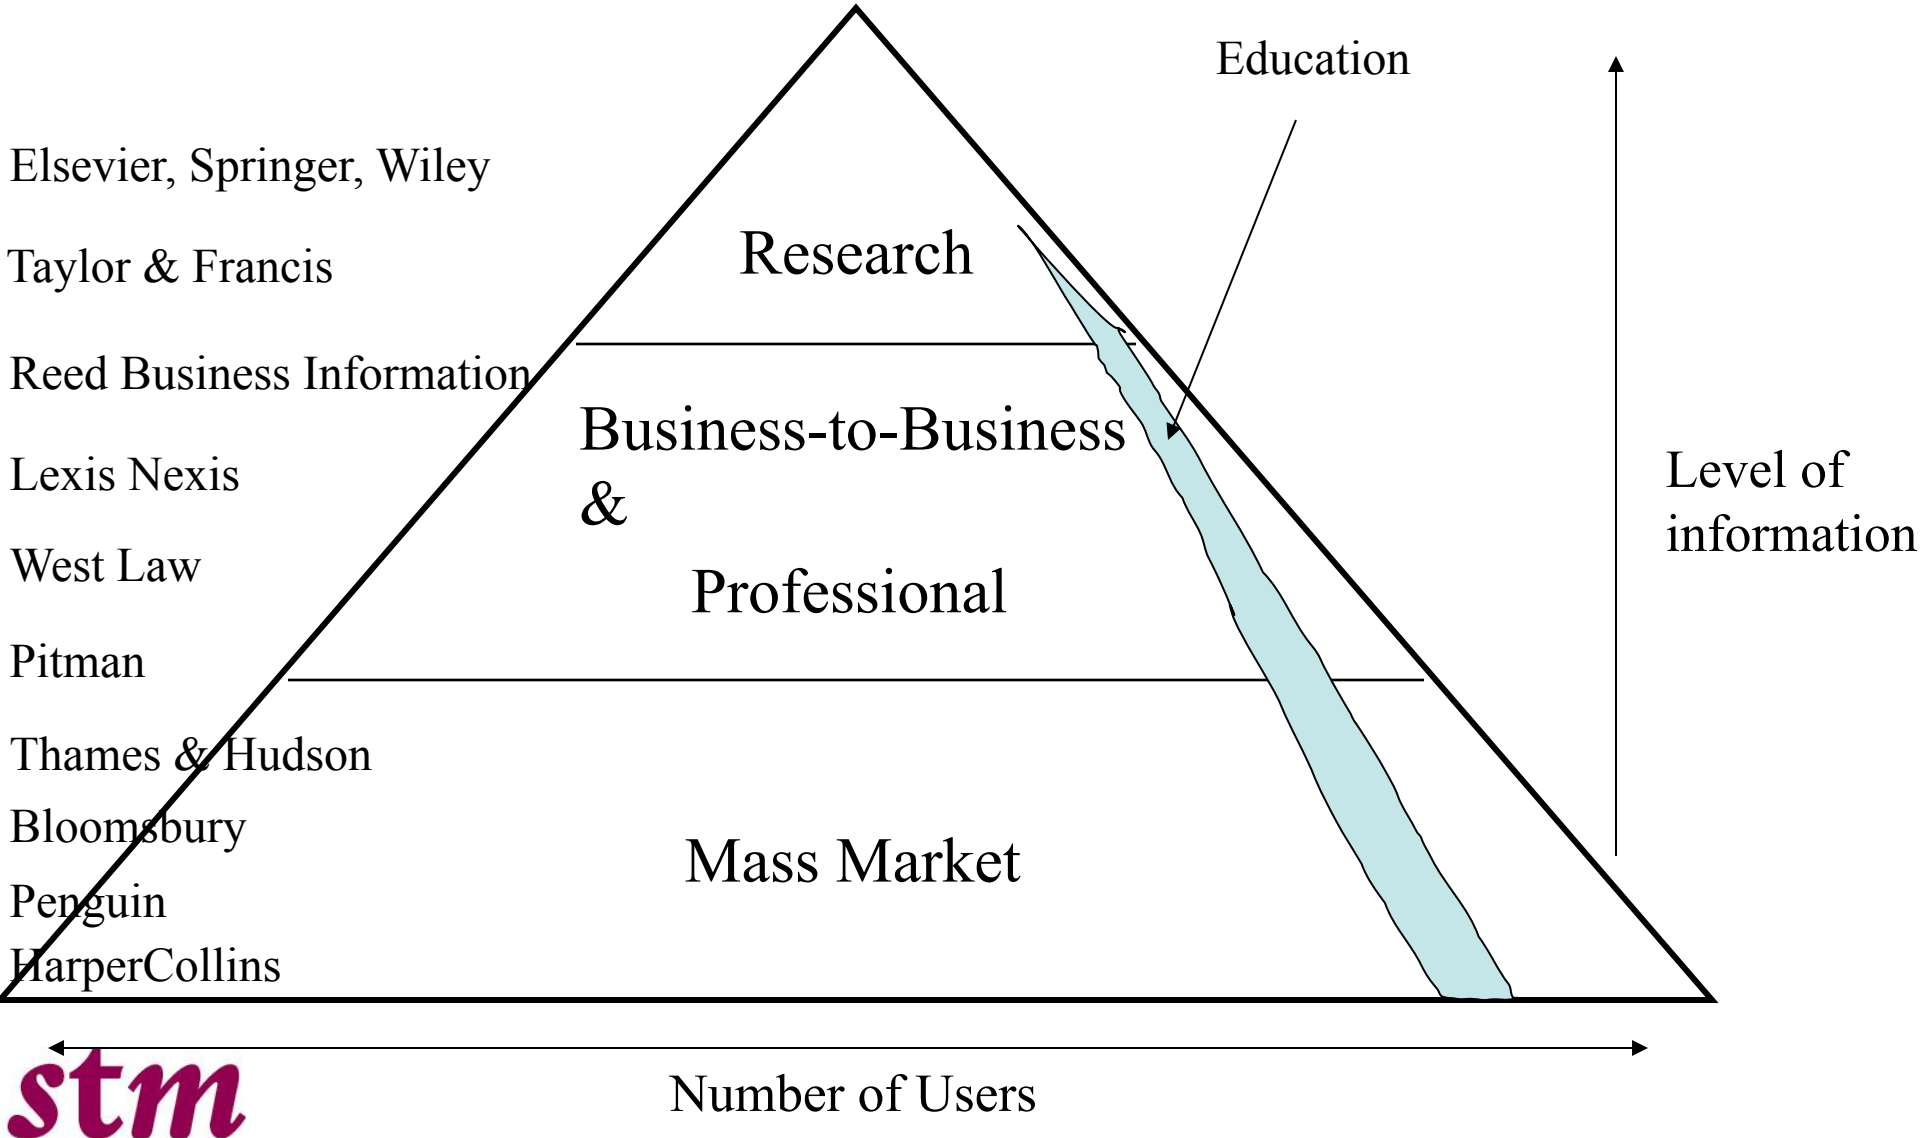 Education
Elsevier, Springer, Wiley
Taylor & Francis
Research
Reed Business Information
Business-to-Business
&
Lexis Nexis
Level of
information
West Law
Professional
Pitman
Thames & Hudson
Bloomsbury
Mass Market
Penguin
HarperCollins
Number of Users
stm